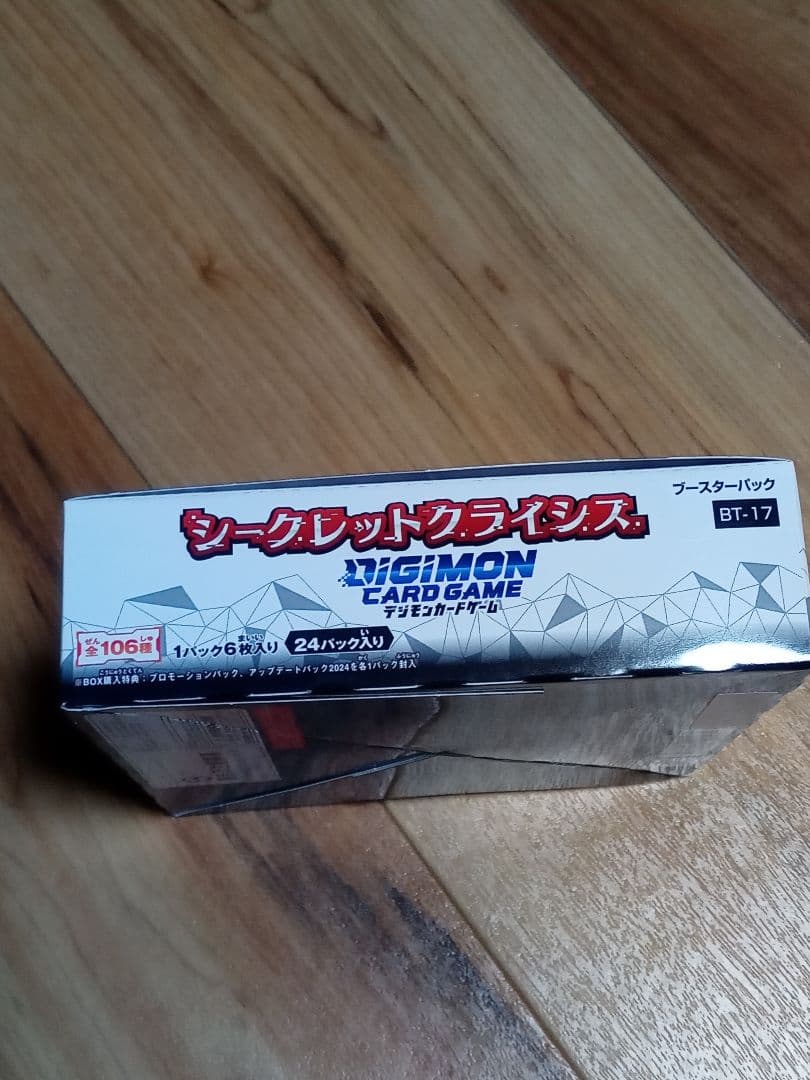 ブースターパック
BT-17
シークレットクライシス
DIGIMON
CARD GAME
デジモンカードゲーム
全106種 1パック6枚入り 24パック入り
※BOX購入特典:プロモーションパック、アップデートパック2024を各1パック封入